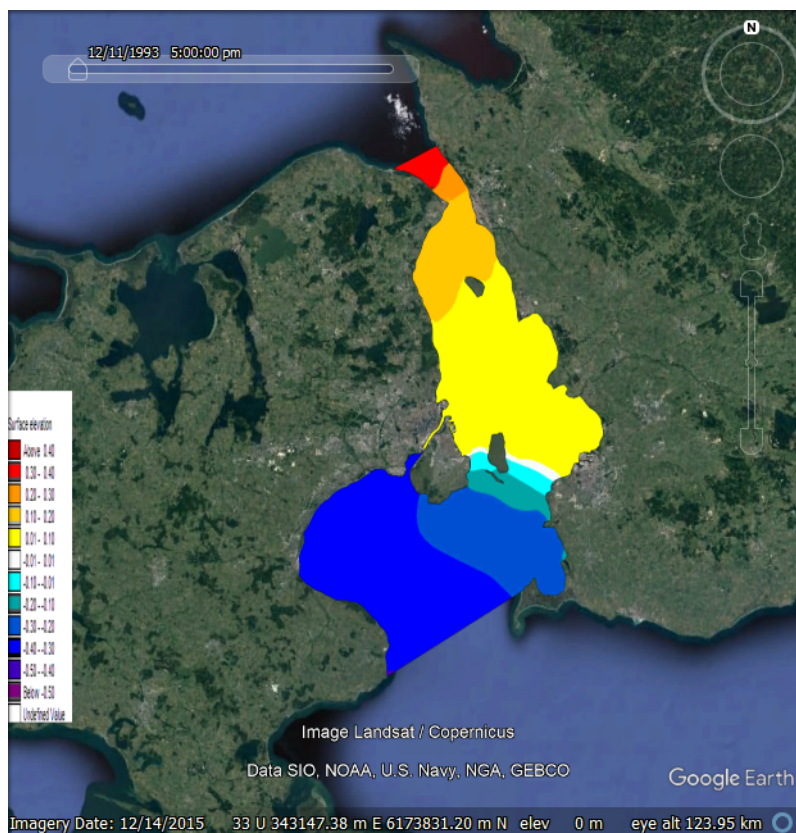 12/11/1993 5:00:00 pm
N
Surface elevation
Above 0.40
0.30 - 0.40
0.20 - 0.30
0.10 - 0.20
0.01 - 0.10
-0.01 - 0.01
-0.10 - -0.01
-0.20 - -0.10
-0.30 - -0.20
-0.40 - -0.30
-0.50 - -0.40
Below -0.50
Undefined Value
Image Landsat / Copernicus
Data SIO, NOAA, U.S. Navy, NGA, GEBCO
Google Earth
Imagery Date: 12/14/2015 33 U 343147.38 m E 6173831.20 m N elev 0 m eye alt 123.95 km